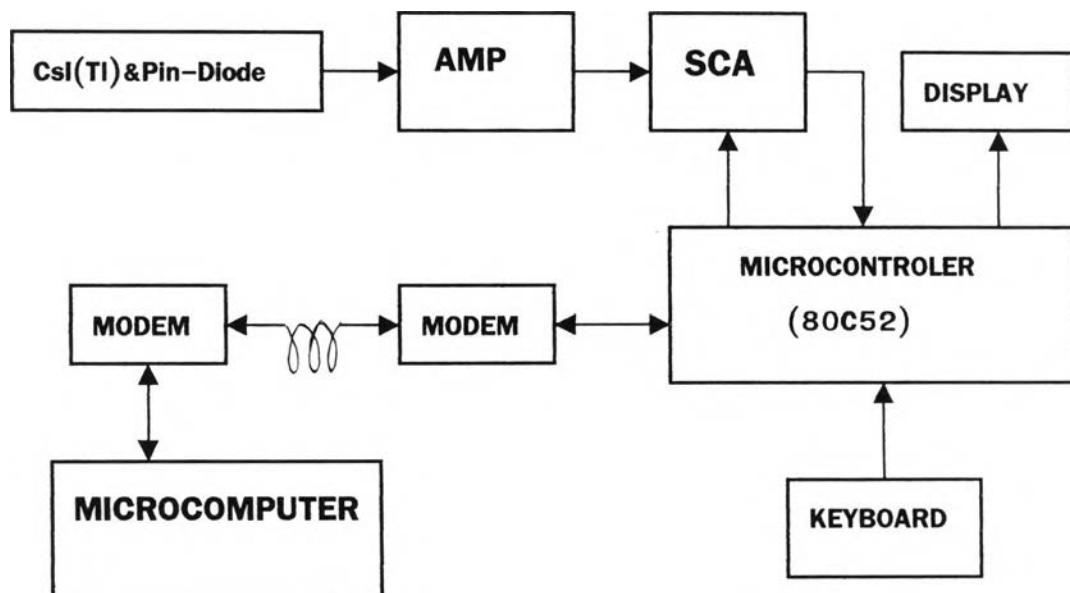 CsI(Tl)&Pin-Diode
AMP
SCA
DISPLAY
MICROCONTROLER
(80C52)
MODEM
MODEM
MICROCOMPUTER
KEYBOARD